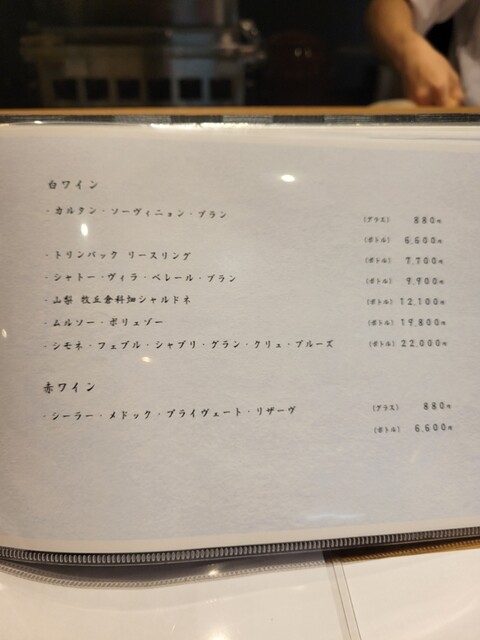 白ワイン
・カルクン・ソーヴィニョン・ブラン (グラス) 880円
(ボトル) 6,600円
・トリンバック リースリング (ボトル) 7,700円
・シャトー・ヴィラ・ベレール・ブラン (ボトル) 9,900円
・山梨 牧丘倉科畑シャルドネ (ボトル) 12,100円
・ムルソー・ポリュゾー (ボトル) 19,800円
・シモネ・フェブル・シャブリ・グラン・クリュ・プルーズ (ボトル) 22,000円
赤ワイン
・シーラー・メドック・プライヴェート・リザーヴ (グラス) 880円
(ボトル) 6,600円